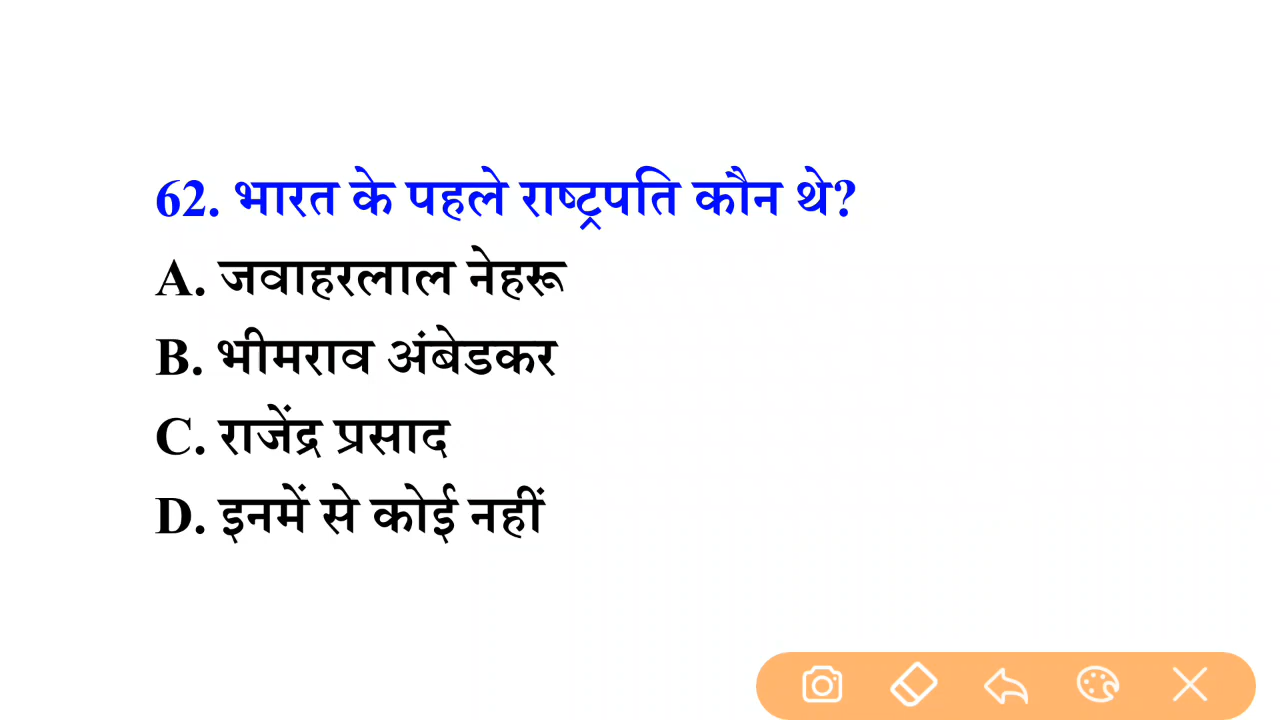 62. भारत के पहले राष्ट्रपति कौन थे?
A. जवाहरलाल नेहरू
B. भीमराव अंबेडकर
C. राजेंद्र प्रसाद
D. इनमें से कोई नहीं